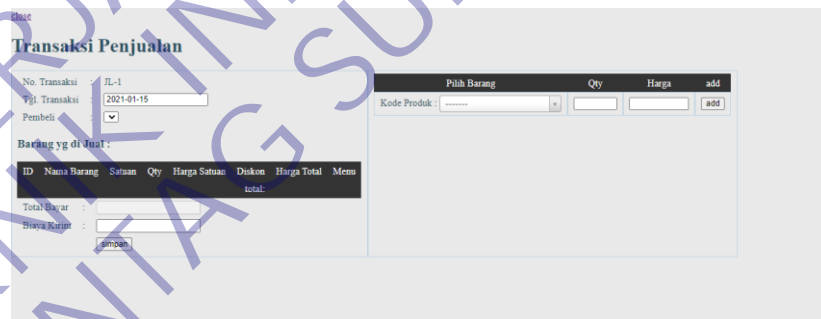 close
Transaksi Penjualan
No. Transaksi : JL-1
Tgl. Transaksi : 2021-01-15
Pembeli :
Barang yg di Jual :
ID Nama Barang Satuan Qty Harga Satuan Diskon Harga Total Menu
total:
Total Bayar :
Biaya Kirim :
simpan
Pilih Barang Qty Harga add
Kode Produk : ------- add